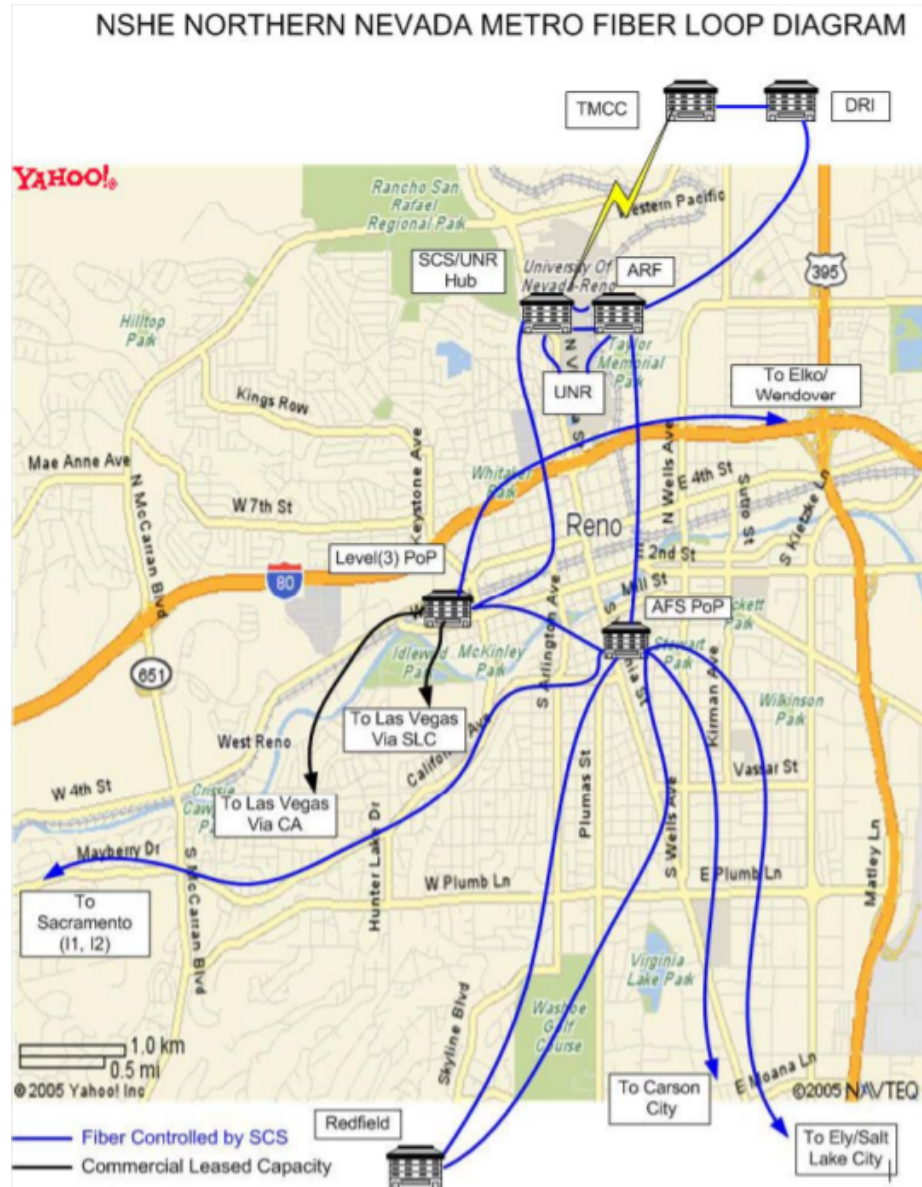 NSHE NORTHERN NEVADA METRO FIBER LOOP DIAGRAM
TMCC
DRI
YAHOO!
Rancho San
Rafael
Regional Park
Western Pacific
SCS/UNR
Hub
University Of
Nevada-Reno
ARF
395
Hilltop
Park
N V
Taylor
Memorial
Park
UNR
To Elko/
Wendover
Kings Row
Mae Anne Ave
N McCarran Blvd
Keystone Ave
Whitaker
Park
N Wells Ave
E 4th St
Sutro St
S Kietzke Ln
W 7th St
Reno
E 2nd St
Level(3) PoP
80
Mill St
AFS PoP
S Arlington Ave
Stewart
Park
Kirman Ave
Idlewild
McKinley
Park
651
Wilkinson
Park
To Las Vegas
Via SLC
West Reno
W 4th St
To Las Vegas
Via CA
Plumas St
Vassar St
Mayberry Dr
S McCarran Blvd
Hunter Lake Dr
W Plumb Ln
S Wells Ave
E Plumb Ln
Matley Ln
To
Sacramento
(I1, I2)
Virginia
Lake Park
Skyline Blvd
Washoe
Golf
Course
1.0 km
0.5 mi
©2005 Yahoo! Inc
To Carson
City
E Moana Ln
©2005 NAVTEQ
Redfield
Fiber Controlled by SCS
Commercial Leased Capacity
To Ely/Salt
Lake City